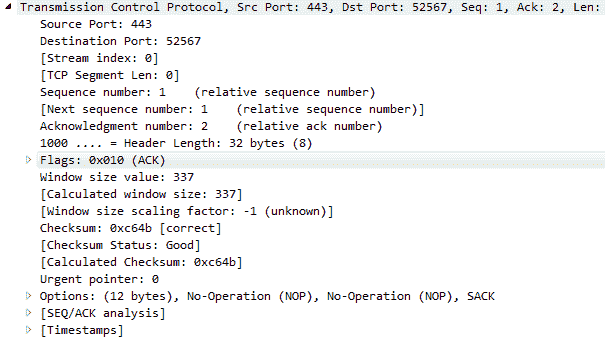 Transmission Control Protocol, Src Port: 443, Dst Port: 52567, Seq: 1, Ack: 2, Len:
Source Port: 443
Destination Port: 52567
[Stream index: 0]
[TCP Segment Len: 0]
Sequence number: 1    (relative sequence number)
[Next sequence number: 1    (relative sequence number)]
Acknowledgment number: 2    (relative ack number)
1000 .... = Header Length: 32 bytes (8)
Flags: 0x010 (ACK)
Window size value: 337
[Calculated window size: 337]
[Window size scaling factor: -1 (unknown)]
Checksum: 0xc64b [correct]
[Checksum Status: Good]
[Calculated Checksum: 0xc64b]
Urgent pointer: 0
Options: (12 bytes), No-Operation (NOP), No-Operation (NOP), SACK
[SEQ/ACK analysis]
[Timestamps]